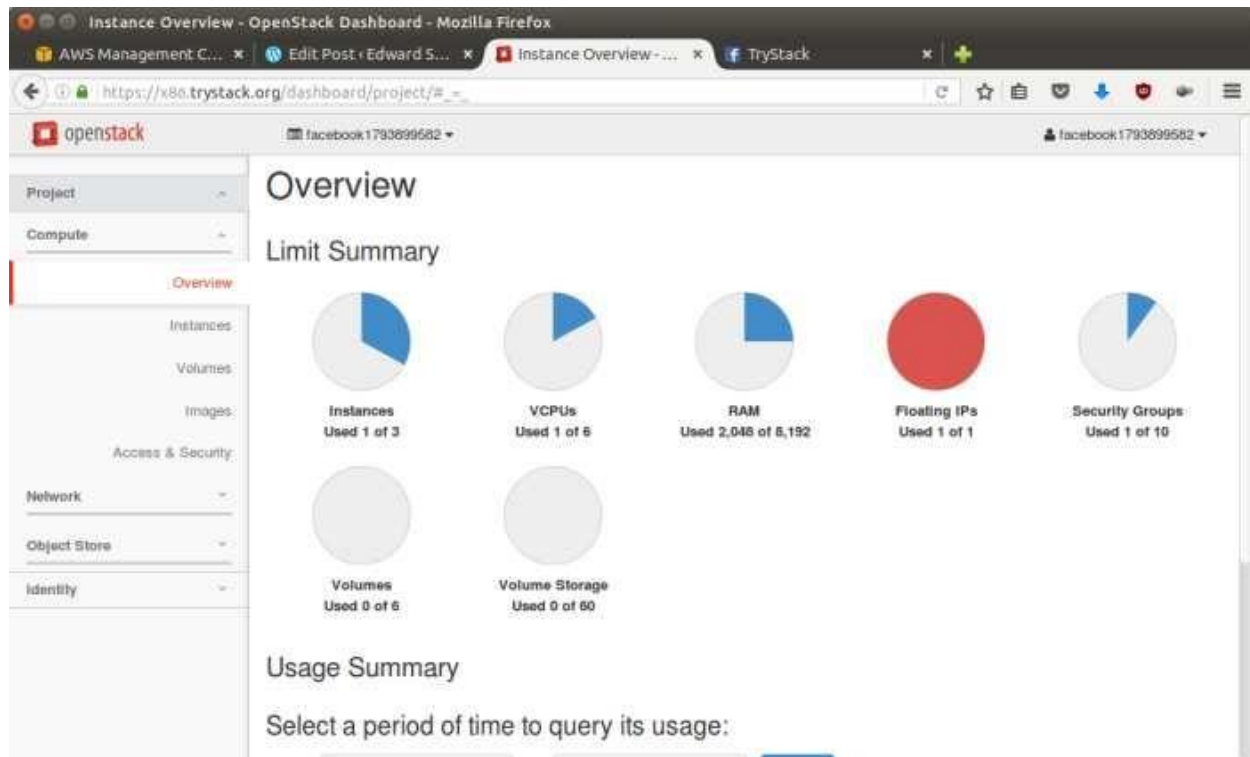 Instance Overview - OpenStack Dashboard - Mozilla Firefox
AWS Management C... Edit Post ‹ Edward S... Instance Overview - ... TryStack
https://x86.trystack.org/dashboard/project/#_=_
openstack facebook1793899582 facebook1793899582
Project
Compute
Overview
Instances
Volumes
Images
Access & Security
Network
Object Store
Identity
Overview
Limit Summary
Instances
Used 1 of 3
VCPUs
Used 1 of 6
RAM
Used 2,048 of 8,192
Floating IPs
Used 1 of 1
Security Groups
Used 1 of 10
Volumes
Used 0 of 6
Volume Storage
Used 0 of 60
Usage Summary
Select a period of time to query its usage: